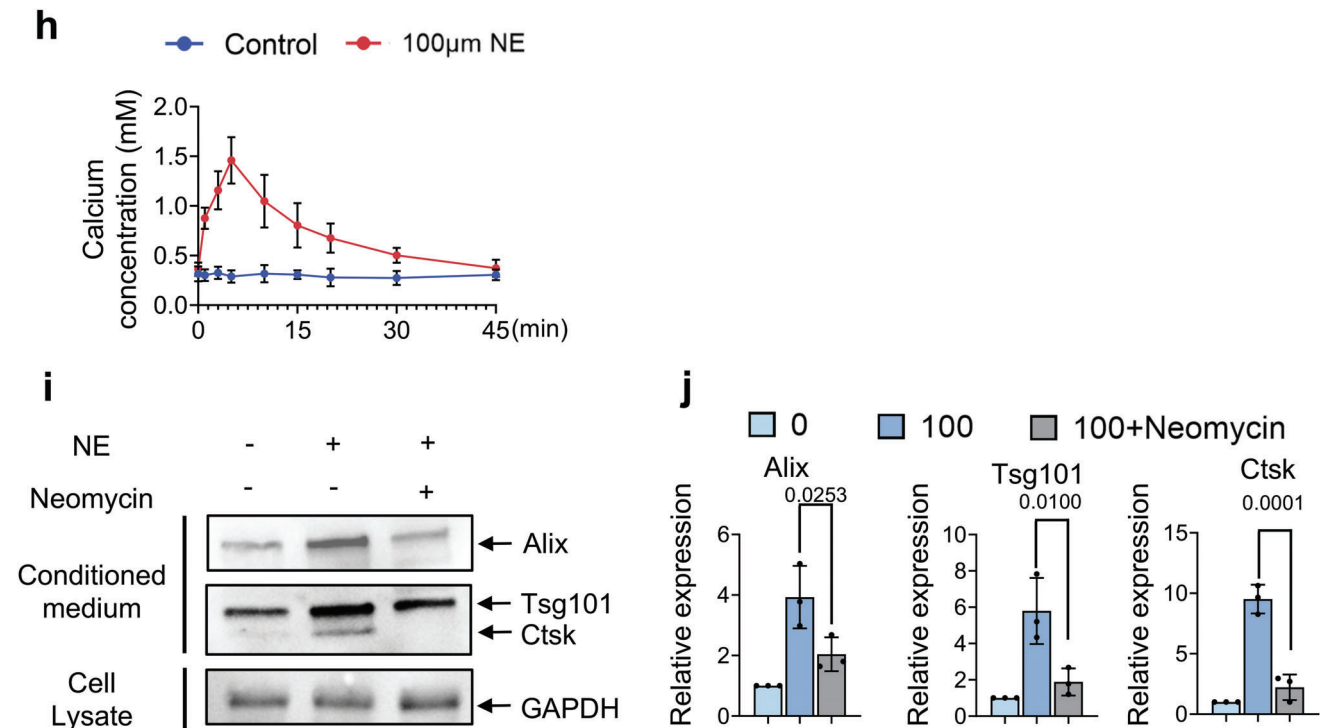 h
Control 100μm NE
Calcium
concentration (mM)
2.0
1.5
1.0
0.5
0.0
0 15 30 45 (min)
i
NE - + +
Neomycin - - +
Conditioned
medium
Alix
Tsg101
Ctsk
Cell
Lysate
GAPDH
j
0 100 100+Neomycin
Alix
0.0253
Relative expression
6
4
2
0
Tsg101
0.0100
Relative expression
10
8
6
4
2
0
Ctsk
0.0001
Relative expression
15
10
5
0